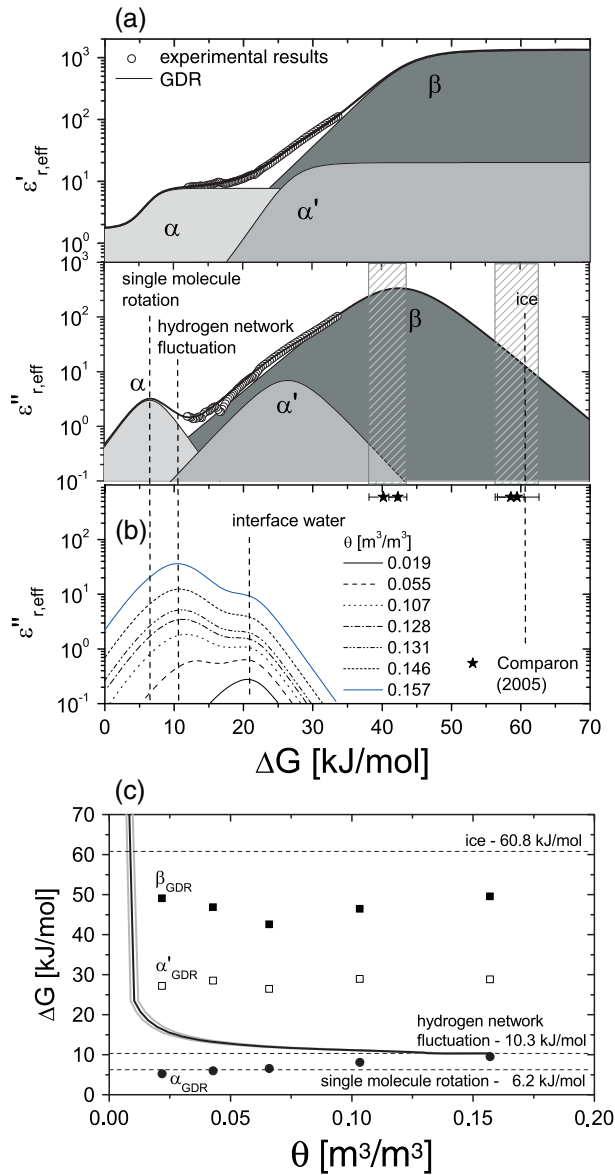 (a)
10³
10²
10¹
10⁰
ε'r,eff
experimental results
GDR
β
α
α'
10³
10²
10¹
10⁰
10⁻¹
ε''r,eff
single molecule
rotation
hydrogen network
fluctuation
ice
β
α
α'
(b)
10²
10¹
10⁰
10⁻¹
ε''r,eff
interface water
θ [m³/m³]
0.019
0.055
0.107
0.128
0.131
0.146
0.157
Comparon
(2005)
0 10 20 30 40 50 60 70
ΔG [kJ/mol]
(c)
70
60
50
40
30
20
10
0
ΔG [kJ/mol]
ice - 60.8 kJ/mol
βGDR
α'GDR
hydrogen network
fluctuation - 10.3 kJ/mol
αGDR
single molecule rotation - 6.2 kJ/mol
0.00 0.05 0.10 0.15 0.20
θ [m³/m³]